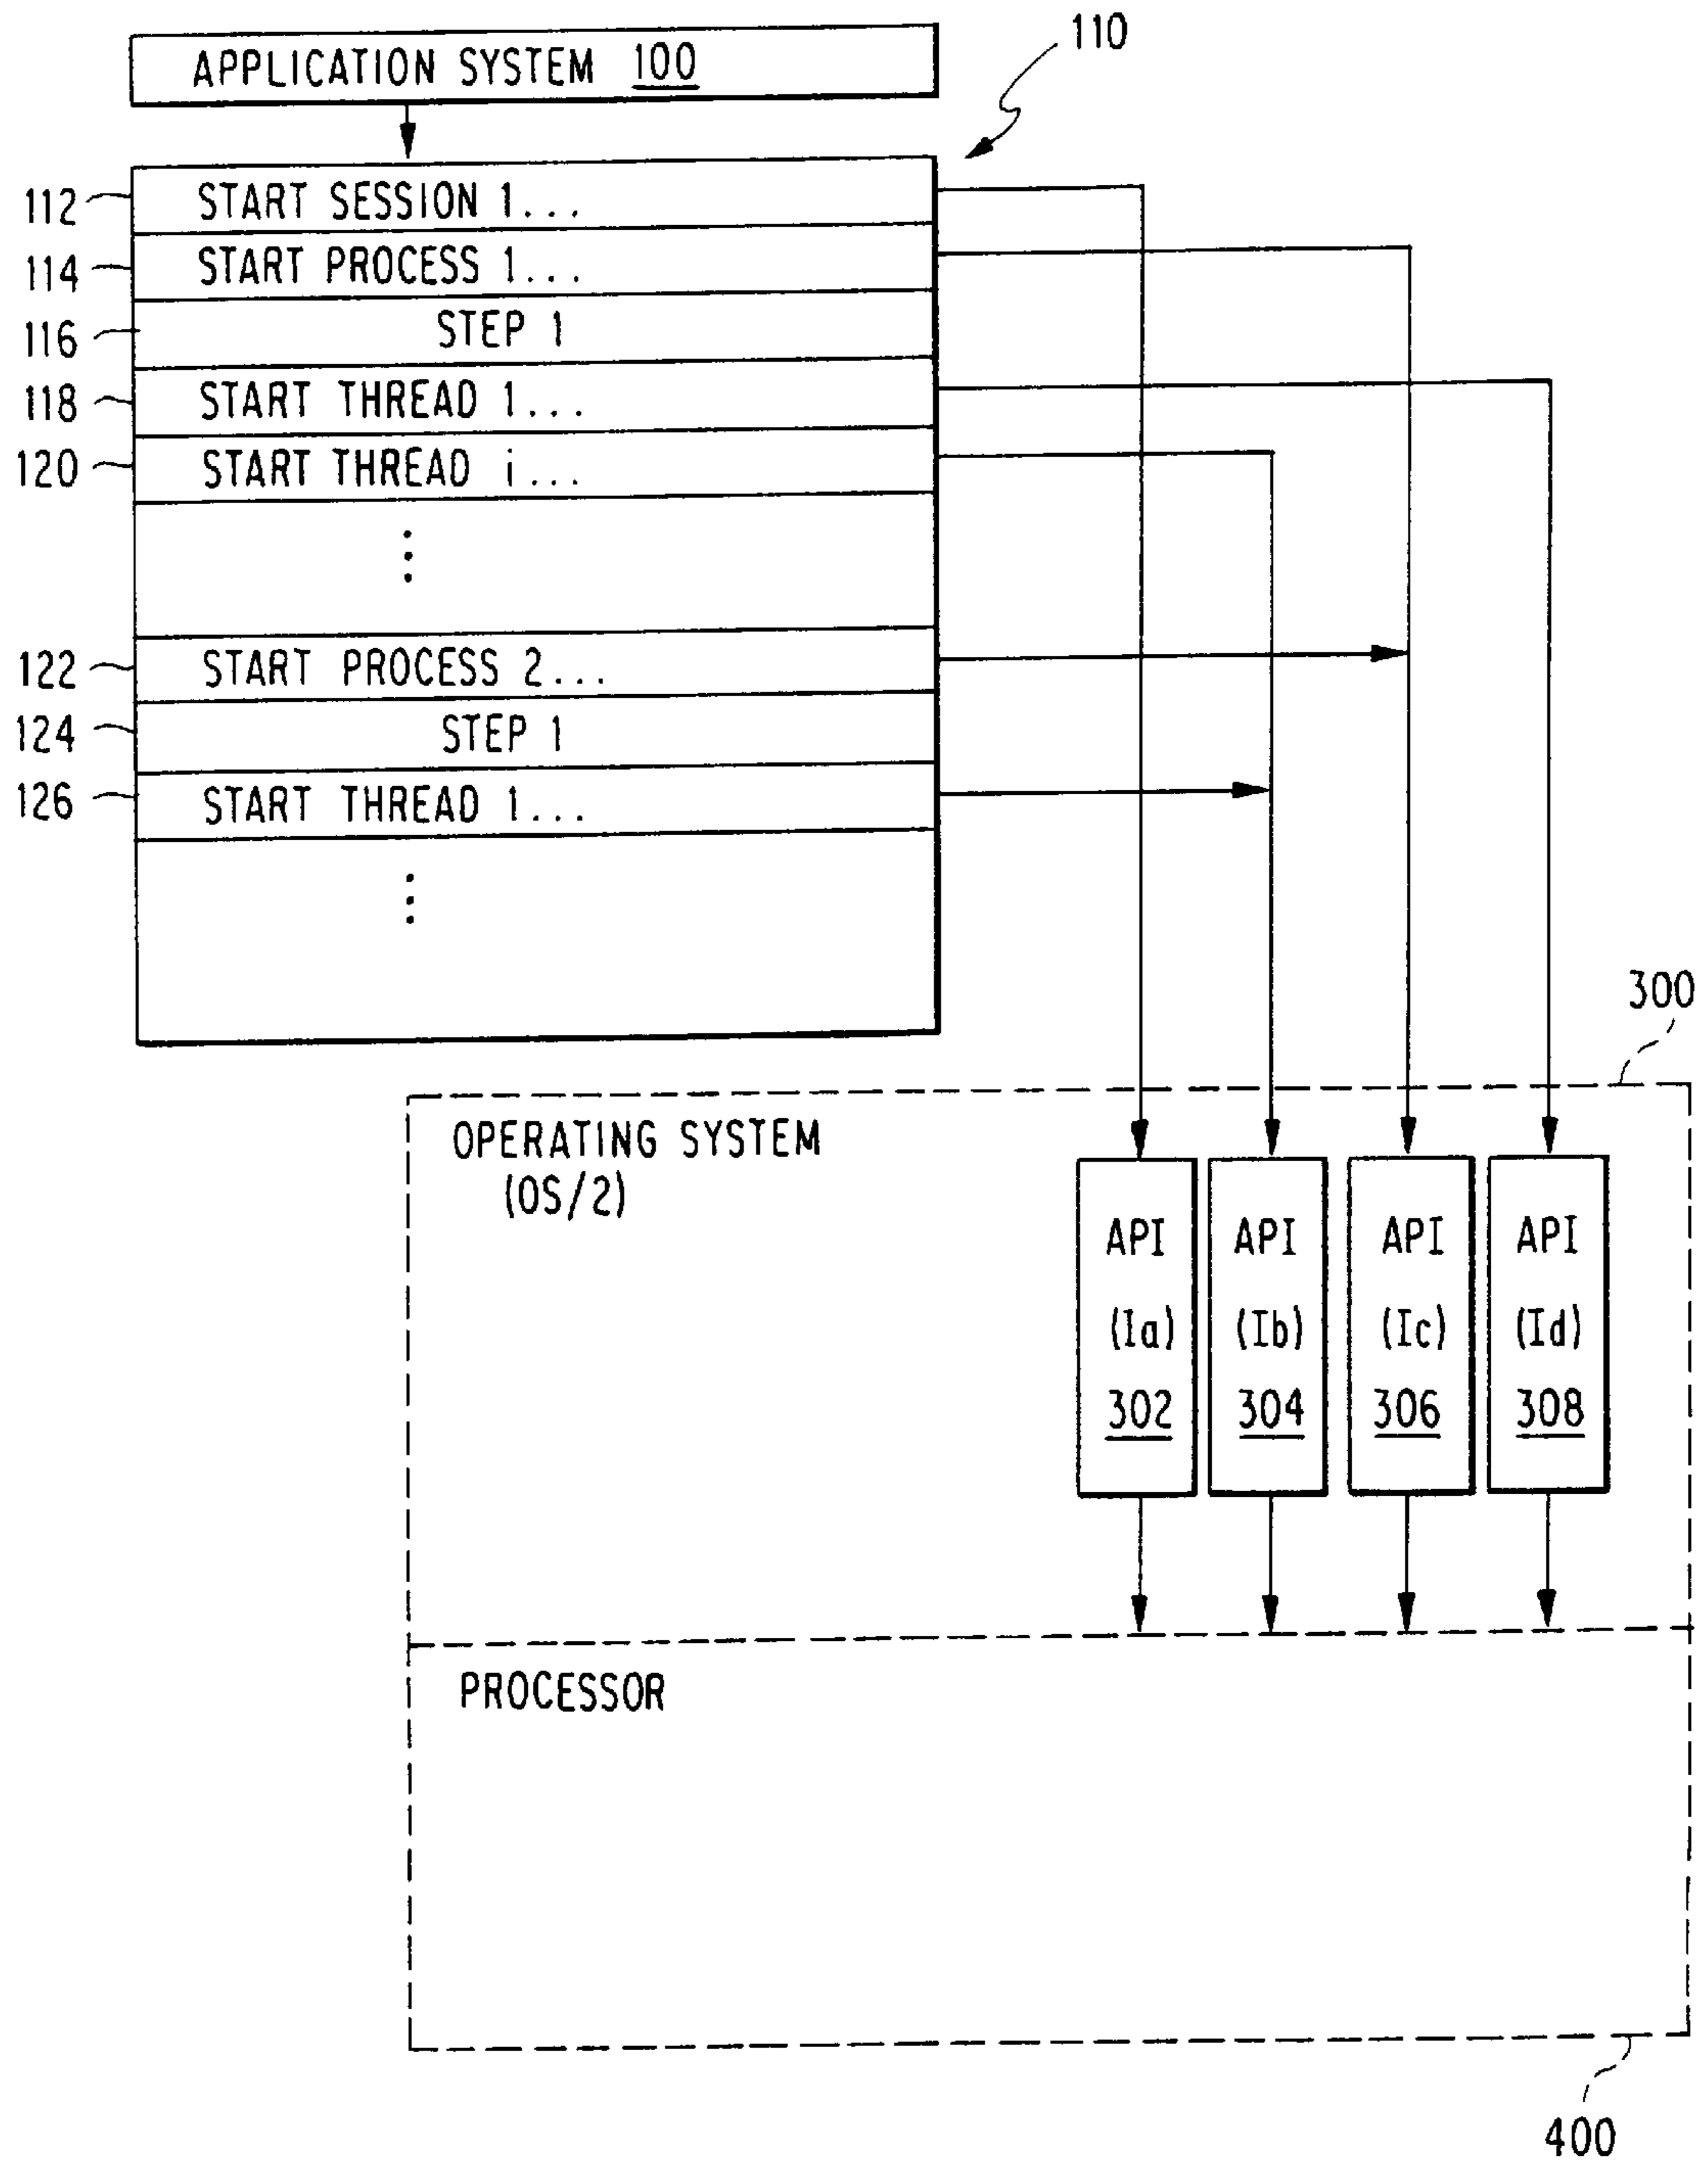 APPLICATION SYSTEM 100
110
112 START SESSION 1...
114 START PROCESS 1...
116 STEP 1
118 START THREAD 1...
120 START THREAD i...
122 START PROCESS 2...
124 STEP 1
126 START THREAD 1...
300
OPERATING SYSTEM
(OS/2)
API
(Ia)
302
API
(Ib)
304
API
(Ic)
306
API
(Id)
308
PROCESSOR
400